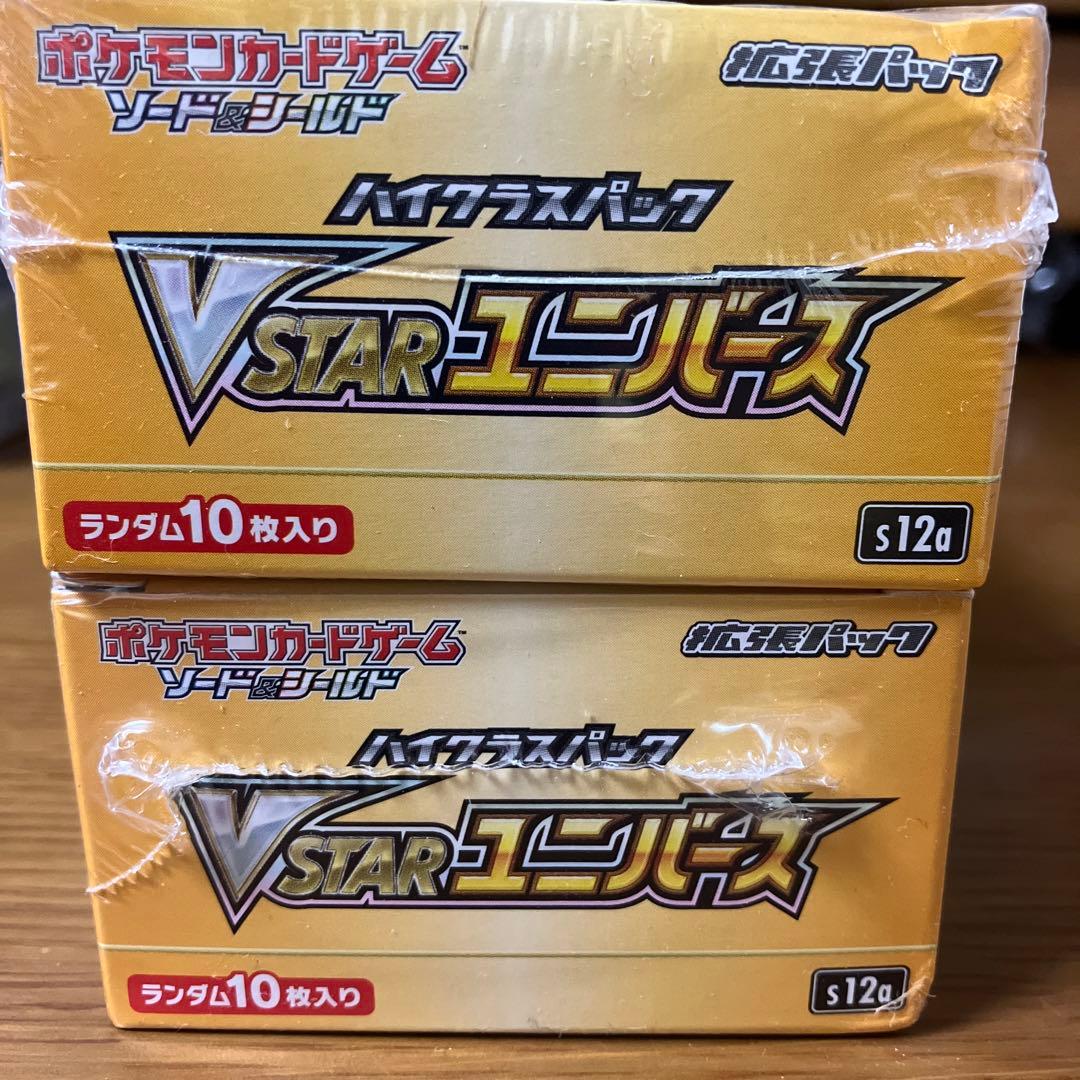 ポケモンカードゲーム™
拡張パック
ソード&シールド
ハイクラスパック
VSTARユニバース
ランダム10枚入り
s12a
ポケモンカードゲーム™
拡張パック
ソード&シールド
ハイクラスパック
VSTARユニバース
ランダム10枚入り
s12a